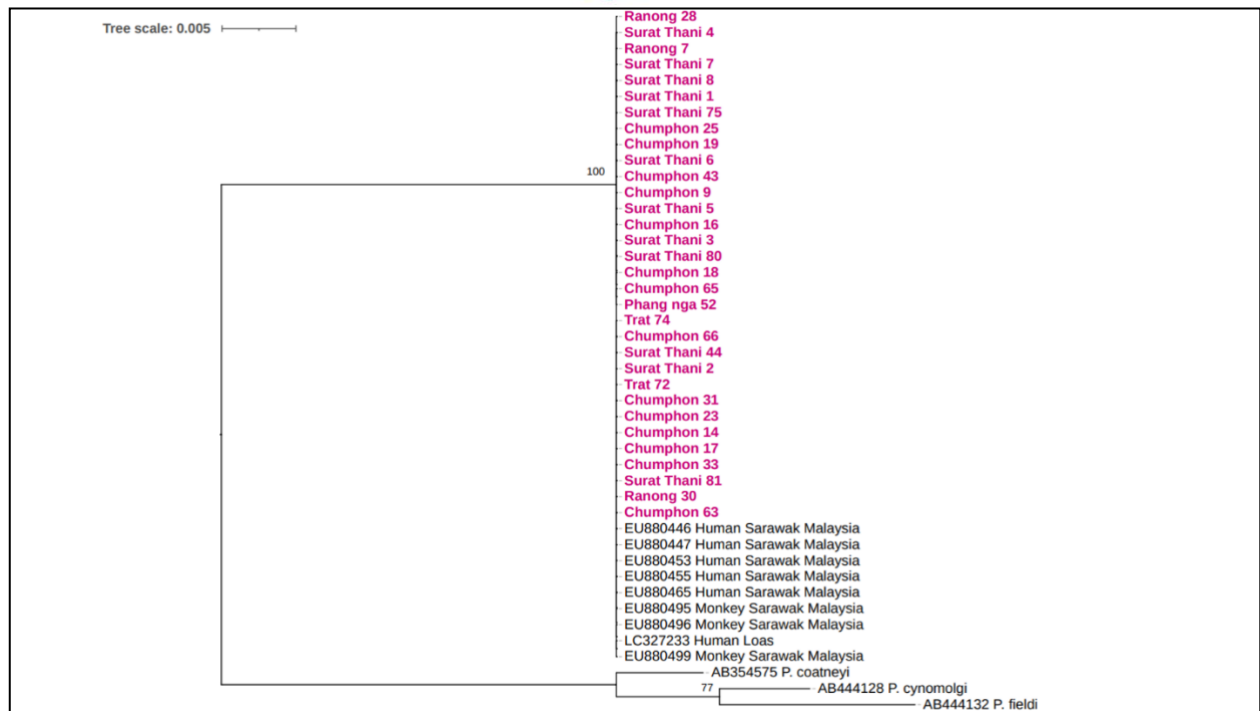 Tree scale: 0.005
Ranong 28
Surat Thani 4
Ranong 7
Surat Thani 7
Surat Thani 8
Surat Thani 1
Surat Thani 75
Chumphon 25
Chumphon 19
Surat Thani 6
100
Chumphon 43
Chumphon 9
Surat Thani 5
Chumphon 16
Surat Thani 3
Surat Thani 80
Chumphon 18
Chumphon 65
Phang nga 52
Trat 74
Chumphon 66
Surat Thani 44
Surat Thani 2
Trat 72
Chumphon 31
Chumphon 23
Chumphon 14
Chumphon 17
Chumphon 33
Surat Thani 81
Ranong 30
Chumphon 63
EU880446 Human Sarawak Malaysia
EU880447 Human Sarawak Malaysia
EU880453 Human Sarawak Malaysia
EU880455 Human Sarawak Malaysia
EU880465 Human Sarawak Malaysia
EU880495 Monkey Sarawak Malaysia
EU880496 Monkey Sarawak Malaysia
LC327233 Human Loas
EU880499 Monkey Sarawak Malaysia
AB354575 P. coatneyi
77
AB444128 P. cynomolgi
AB444132 P. fieldi